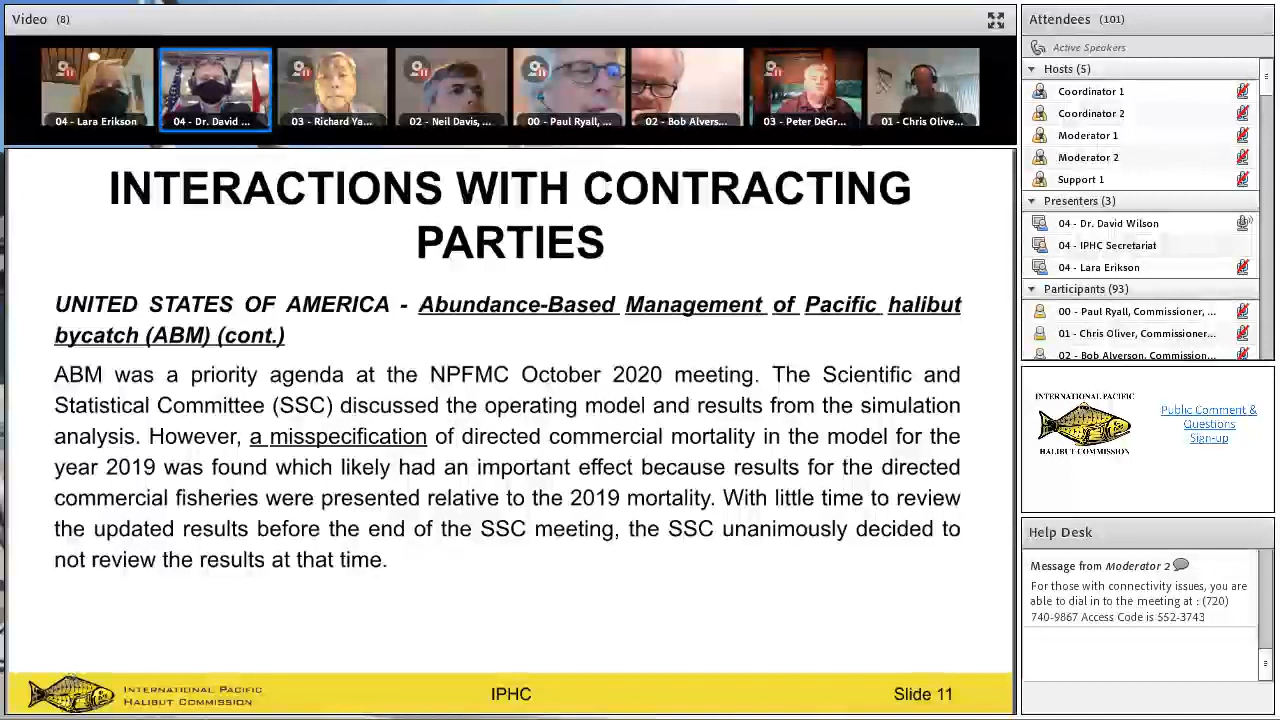 Video (8)
04 - Lara Erikson
04 - Dr. David ...
03 - Richard Ya...
02 - Neil Davis, ...
00 - Paul Ryall, ...
02 - Bob Alvers...
03 - Peter DeGr...
01 - Chris Olive...
INTERACTIONS WITH CONTRACTING
PARTIES
UNITED STATES OF AMERICA - Abundance-Based Management of Pacific halibut
bycatch (ABM) (cont.)
ABM was a priority agenda at the NPFMC October 2020 meeting. The Scientific and
Statistical Committee (SSC) discussed the operating model and results from the simulation
analysis. However, a misspecification of directed commercial mortality in the model for the
year 2019 was found which likely had an important effect because results for the directed
commercial fisheries were presented relative to the 2019 mortality. With little time to review
the updated results before the end of the SSC meeting, the SSC unanimously decided to
not review the results at that time.
INTERNATIONAL PACIFIC
HALIBUT COMMISSION
IPHC
Slide 11
Attendees (101)
Active Speakers
Hosts (5)
Coordinator 1
Coordinator 2
Moderator 1
Moderator 2
Support 1
Presenters (3)
04 - Dr. David Wilson
04 - IPHC Secretariat
04 - Lara Erikson
Participants (93)
00 - Paul Ryall, Commissioner, ...
01 - Chris Oliver, Commissioner...
02 - Bob Alverson, Commission...
INTERNATIONAL PACIFIC
HALIBUT COMMISSION
Public Comment &
Questions
Sign-up
Help Desk
Message from Moderator 2
For those with connectivity issues, you are
able to dial in to the meeting at : (720)
740-9867 Access Code is 552-3743